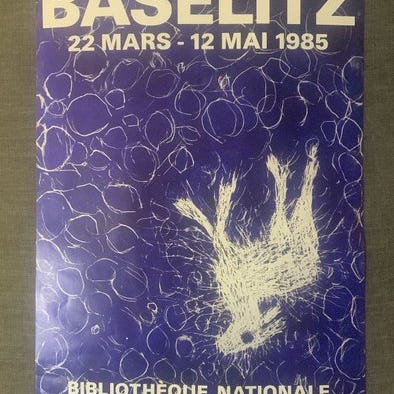 BASELITZ
22 MARS - 12 MAI 1985
BIBLIOTHÈQUE NATIONALE